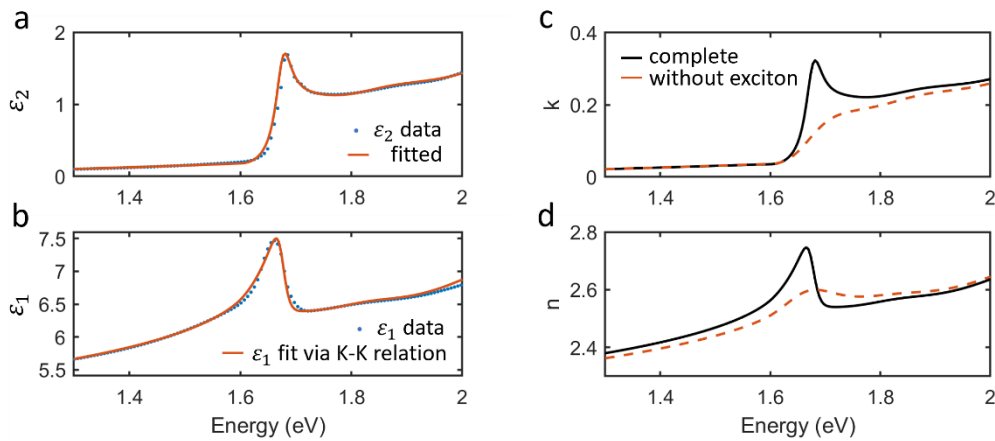 a
2
1
0
ε₂
ε₂ data
fitted
1.4
1.6
1.8
2
b
7.5
7
6.5
6
5.5
ε₁
ε₁ data
ε₁ fit via K-K relation
1.4
1.6
1.8
2
Energy (eV)
c
0.4
0.2
0
k
complete
without exciton
1.4
1.6
1.8
2
d
2.8
2.6
2.4
n
1.4
1.6
1.8
2
Energy (eV)